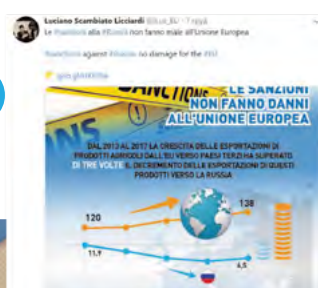 Luciano Scambiato Licciardi
Le #sanzioni alla #Russia non fanno male all'Unione Europea
#sanctions against #Russia no damage for the #EU
SANCTIONS
LE SANZIONI
NON FANNO DANNI
ALL'UNIONE EUROPEA
DAL 2013 AL 2017 LA CRESCITA DELLE ESPORTAZIONI DI
PRODOTTI AGRICOLI DALL'EU VERSO PAESI TERZI HA SUPERATO
DI TRE VOLTE IL DECREMENTO DELLE ESPORTAZIONI DI QUESTI
PRODOTTI VERSO LA RUSSIA
120
138
11,9
6,5